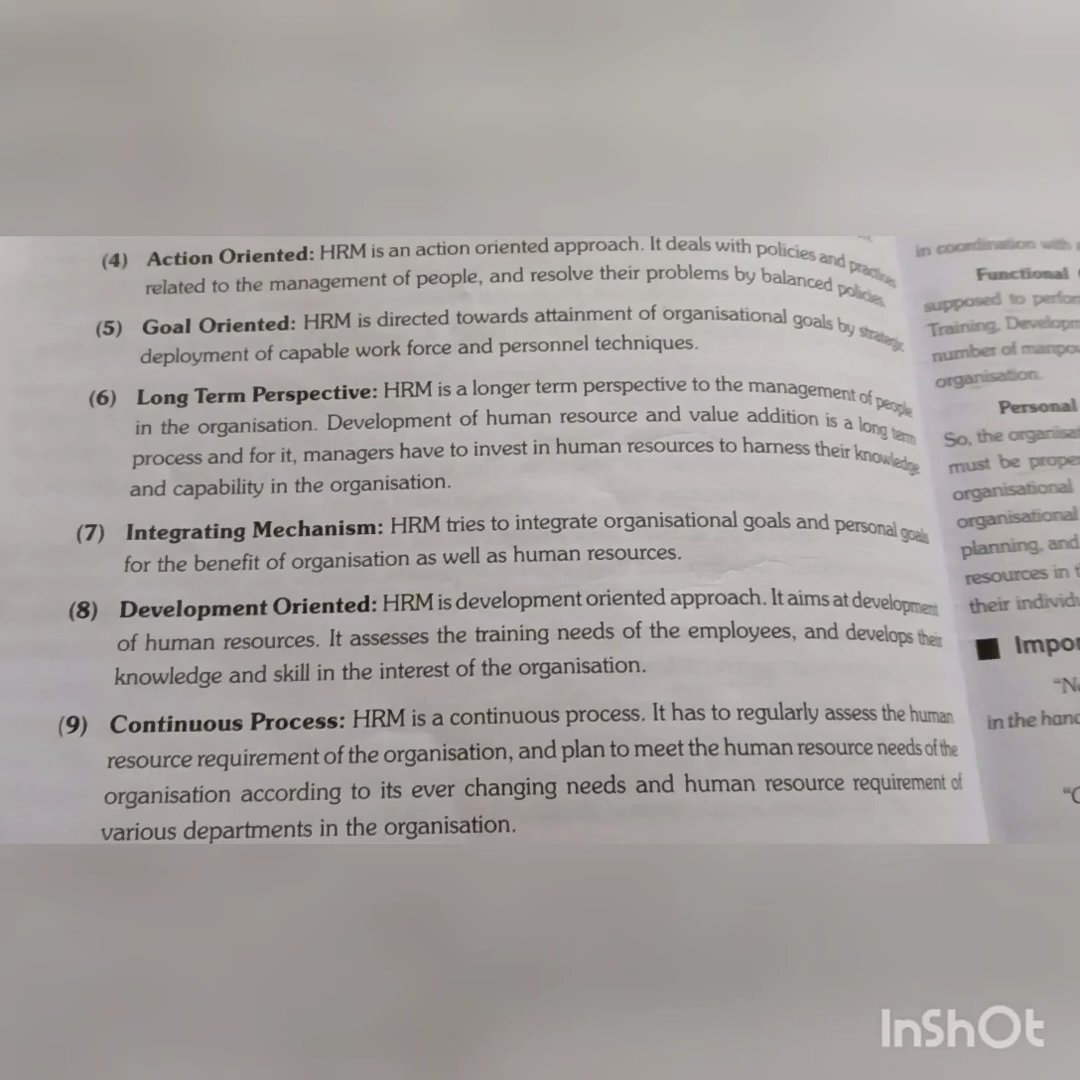 (4) Action Oriented: HRM is an action oriented approach. It deals with policies and practices
related to the management of people, and resolve their problems by balanced policies.
(5) Goal Oriented: HRM is directed towards attainment of organisational goals by strategic
deployment of capable work force and personnel techniques.
(6) Long Term Perspective: HRM is a longer term perspective to the management of people
in the organisation. Development of human resource and value addition is a long term
process and for it, managers have to invest in human resources to harness their knowledge
and capability in the organisation.
(7) Integrating Mechanism: HRM tries to integrate organisational goals and personal goals
for the benefit of organisation as well as human resources.
(8) Development Oriented: HRM is development oriented approach. It aims at development
of human resources. It assesses the training needs of the employees, and develops their
knowledge and skill in the interest of the organisation.
(9) Continuous Process: HRM is a continuous process. It has to regularly assess the human
resource requirement of the organisation, and plan to meet the human resource needs of the
organisation according to its ever changing needs and human resource requirement of
various departments in the organisation.
in coordination with
Functional
supposed to
Training,
number of
organisation.
Personal
So, the
must be
organisational
organisational
planning, and
resources in
their
in the
InShOt